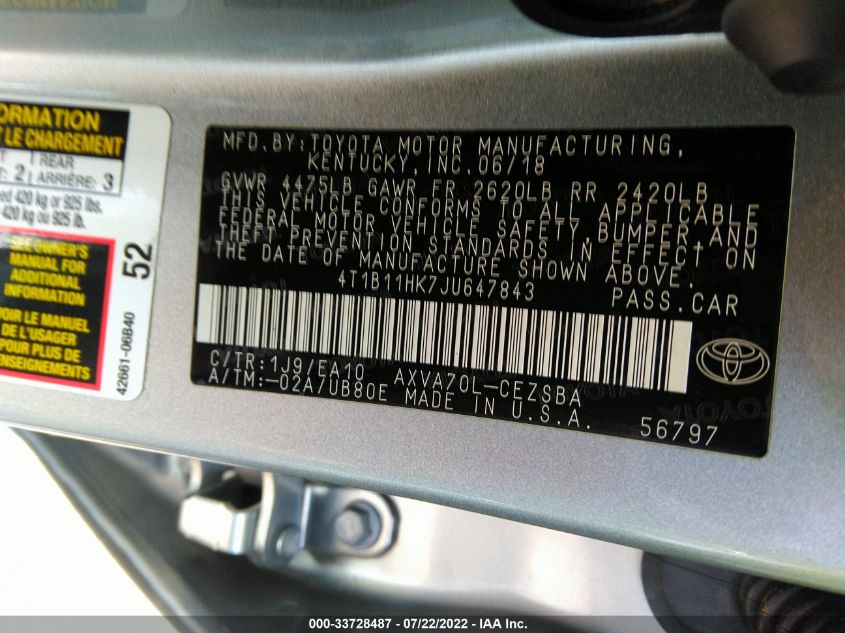 ORMATION
LE CHARGEMENT
1 REAR
2 ARRIÈRE: 3
420 kg or 925 lbs.
420 kg ou 925 lb.
SEE OWNER'S
MANUAL FOR
ADDITIONAL
INFORMATION
VOIR LE MANUEL
DE L'USAGER
POUR PLUS DE
RENSEIGNEMENTS
52
42661-06B40
MFD. BY: TOYOTA MOTOR MANUFACTURING,
KENTUCKY, INC. 06/18
GVWR 4475LB GAWR FR 2620LB RR 2420LB
THIS VEHICLE CONFORMS TO ALL APPLICABLE
FEDERAL MOTOR VEHICLE SAFETY, BUMPER, AND
THEFT PREVENTION STANDARDS IN EFFECT ON
THE DATE OF MANUFACTURE SHOWN ABOVE.
4T1B11HK7JU647843 PASS. CAR
C/TR: 1J9/EA10 AXVA70L-CEZSBA
A/TM: -02A/UB80E MADE IN U.S.A.
56797
TOYOTA
000-33728487 - 07/22/2022 - AXM Inc.